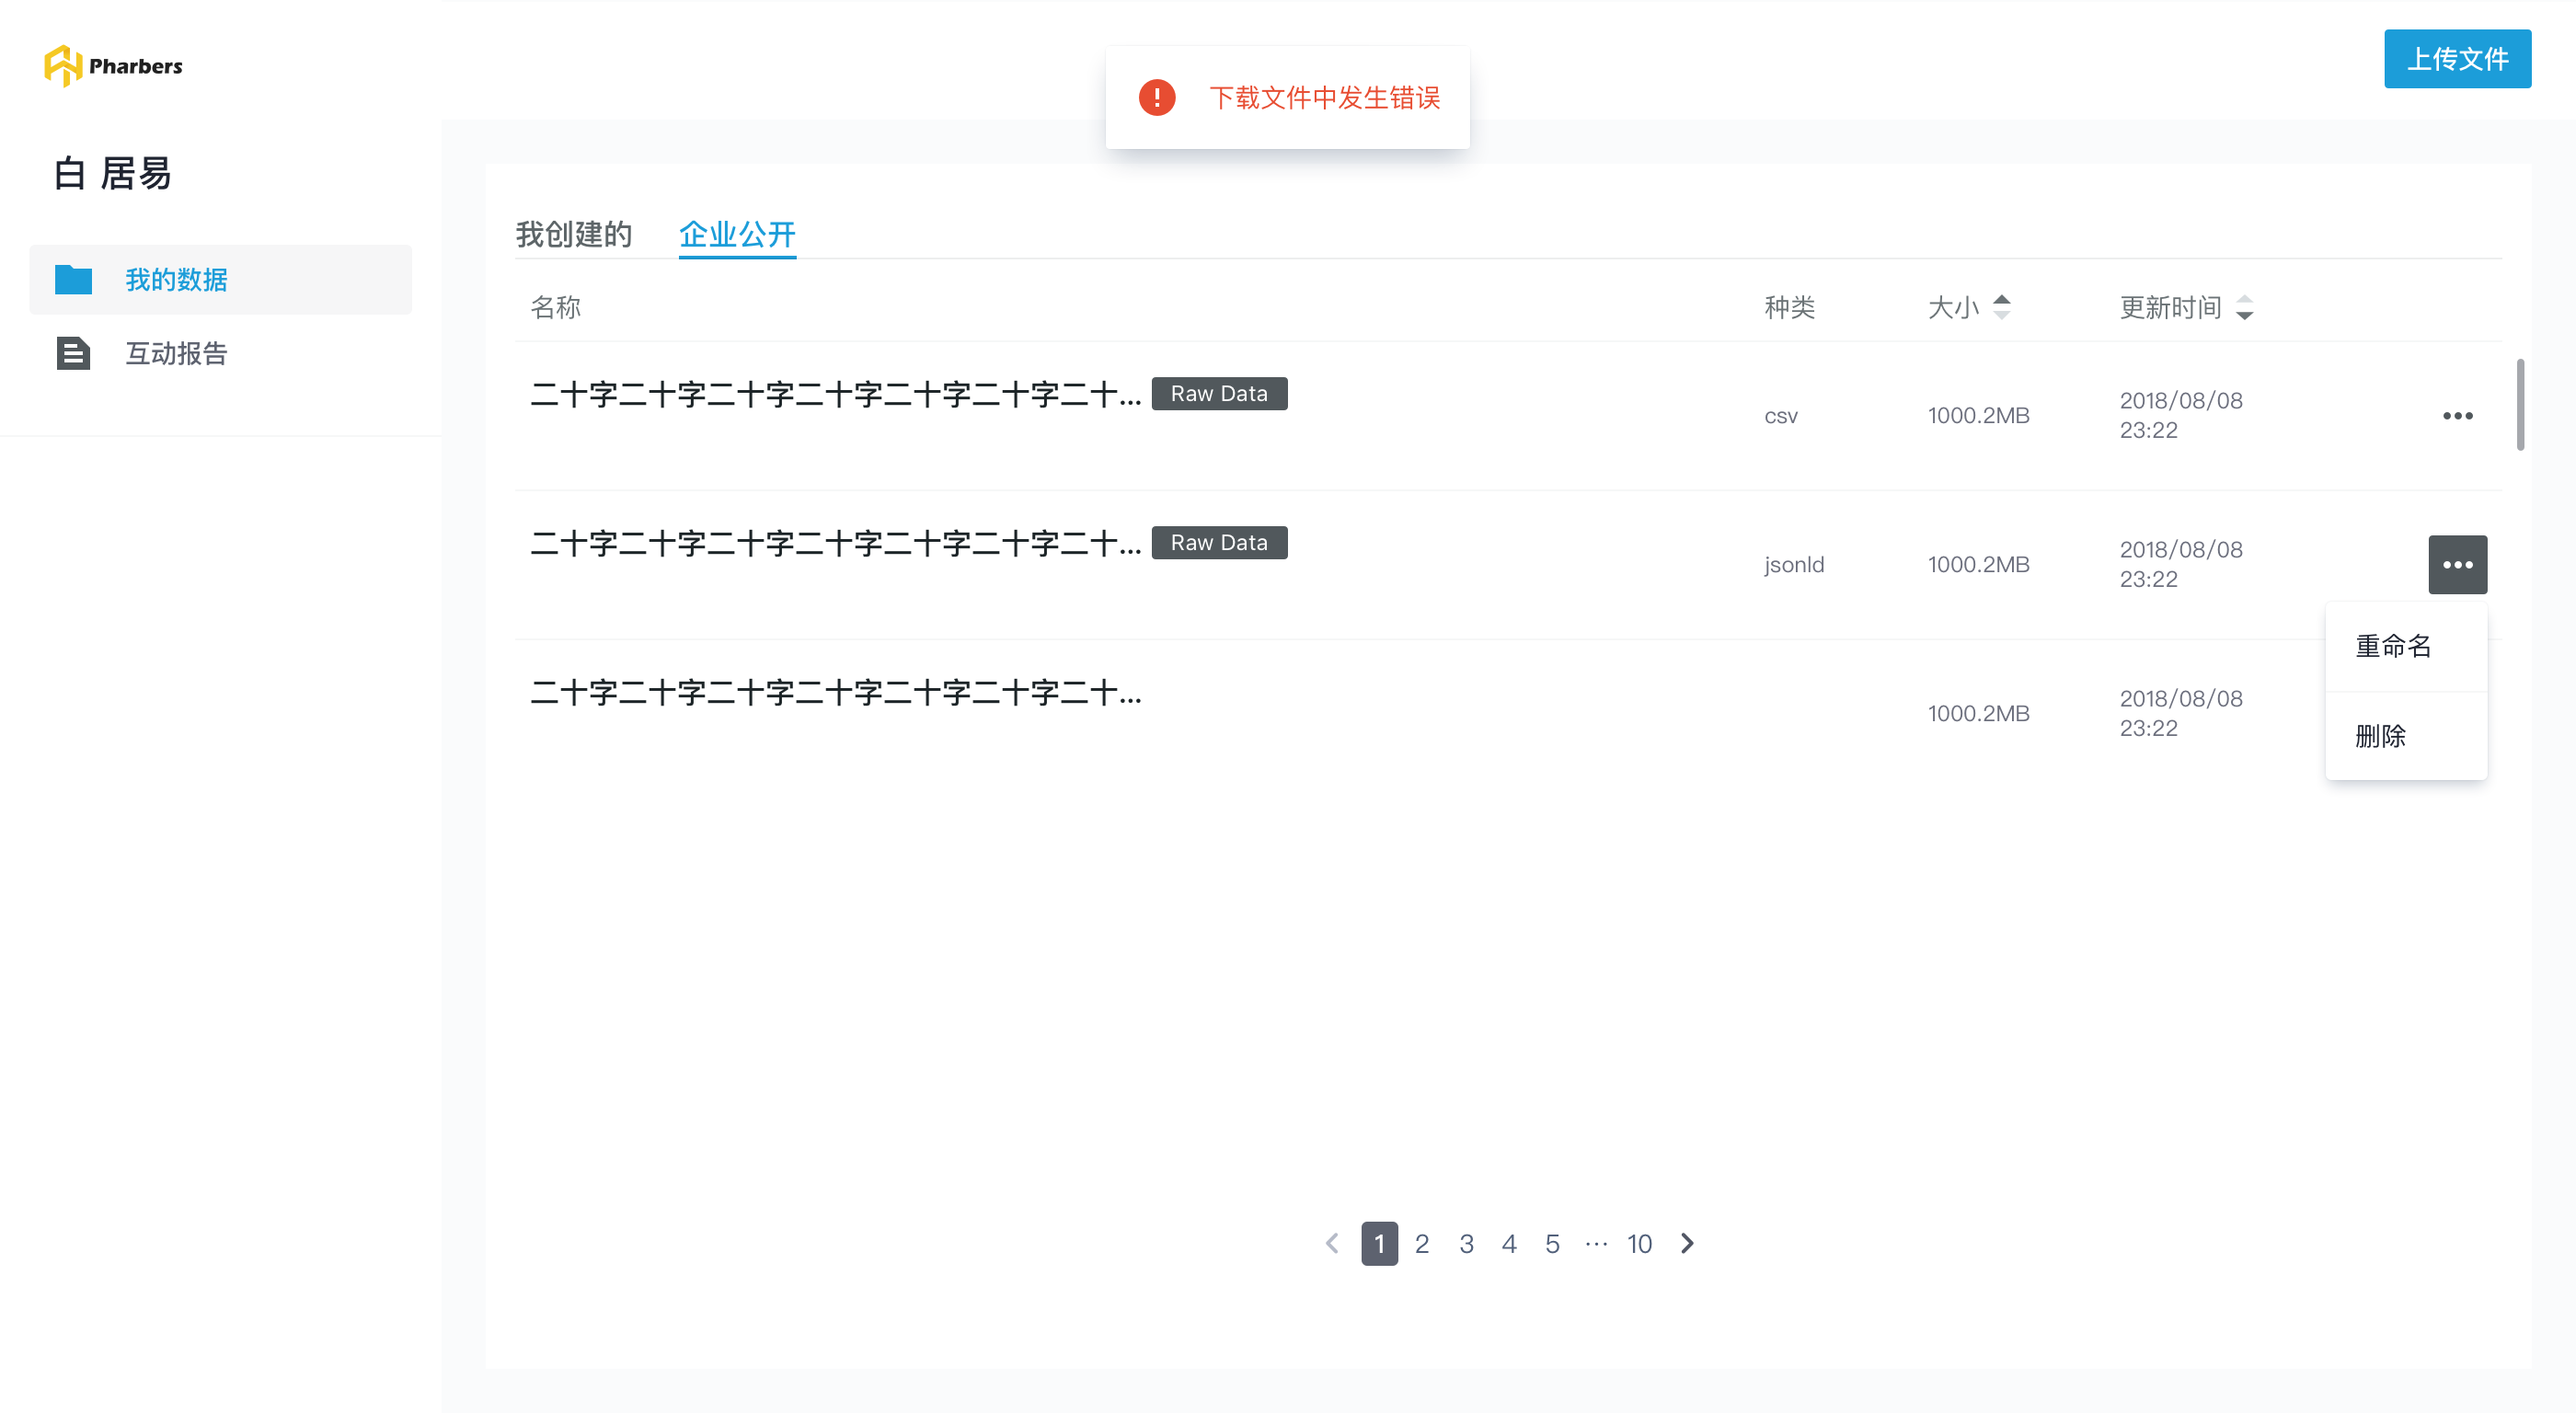 Pharbers
上传文件
下载文件中发生错误
白 居易
我的数据
互动报告
我创建的 企业公开
名称 种类 大小 更新时间
二十字二十字二十字二十字二十字二十字二十... Raw Data csv 1000.2MB 2018/08/08
23:22
二十字二十字二十字二十字二十字二十字二十... Raw Data jsonld 1000.2MB 2018/08/08
23:22
重命名
二十字二十字二十字二十字二十字二十字二十... 1000.2MB 2018/08/08
23:22
删除
1 2 3 4 5 ... 10